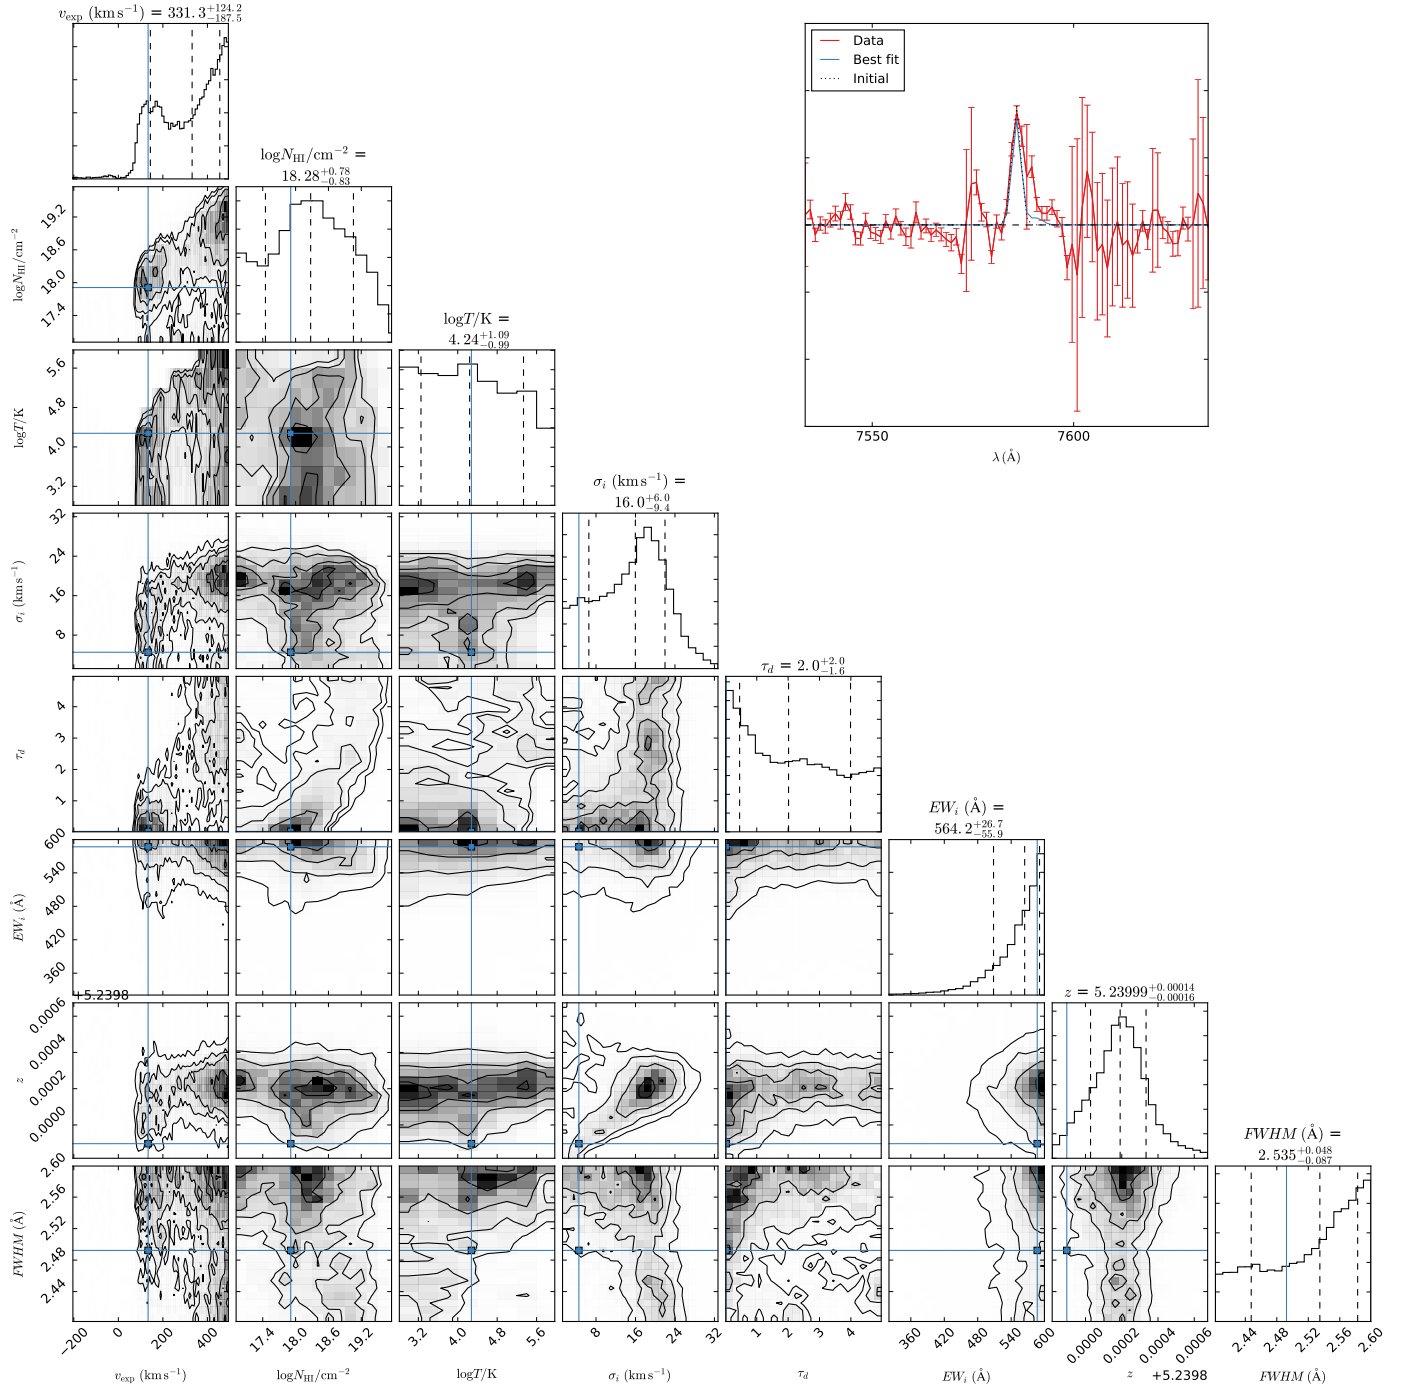 v_exp (km s⁻¹) = 331.3 +124.2 −187.5
Data
Best fit
Initial
7550
7600
λ (Å)
logN_HI/cm⁻² =
18.28 +0.78 −0.83
19.2
18.6
18.0
17.4
logN_HI/cm⁻²
logT/K =
4.24 +1.09 −0.99
5.6
4.8
4.0
3.2
logT/K
σ_i (km s⁻¹) =
16.0 +6.0 −9.4
32
24
16
8
σ_i (km s⁻¹)
τ_d = 2.0 +2.0 −1.6
4
3
2
1
τ_d
EW_i (Å) =
564.2 +26.7 −55.9
600
540
480
420
360
EW_i (Å)
+5.2398
z = 5.23999 +0.00014 −0.00016
0.0006
0.0004
0.0002
0.0000
z
FWHM (Å) =
2.535 +0.048 −0.087
2.60
2.56
2.52
2.48
2.44
FWHM (Å)
−200 0 200 400
17.4 18.0 18.6 19.2
3.2 4.0 4.8 5.6
8 16 24 32
1 2 3 4
360 420 480 540 600
0.0000 0.0002 0.0004 0.0006
2.44 2.48 2.52 2.56 2.60
v_exp (km s⁻¹)
logN_HI/cm⁻²
logT/K
σ_i (km s⁻¹)
τ_d
EW_i (Å)
z +5.2398
FWHM (Å)